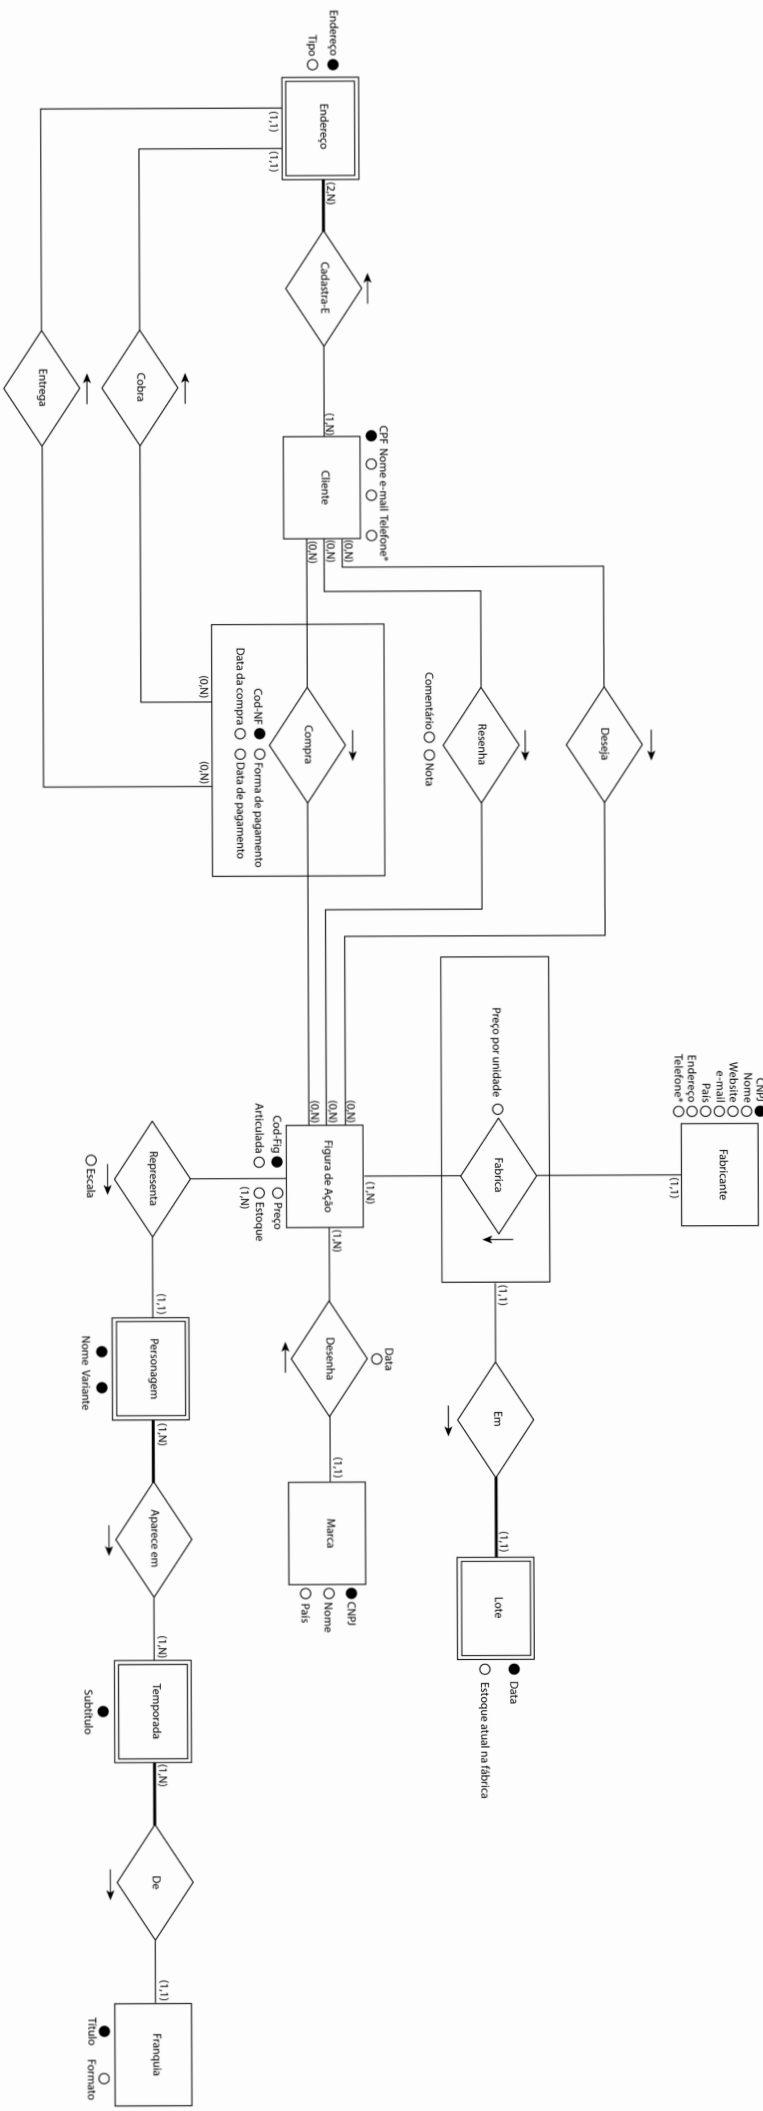 Endereço
Tipo
Endereço
(1,1)
(1,1)
(2,N)
Cadastra-E
Cobra
Entrega
(1,N)
CPF Nome e-mail Telefone*
Cliente
(0,N)
(0,N)
(0,N)
Deseja
Resenha
Comentário
Nota
Compra
Cod-NF
Forma de pagamento
Data da compra
Data de pagamento
(0,N)
(0,N)
CNPJ
Nome
Website
e-mail
País
Endereço
Telefone*
Fabricante
(1,1)
Preço por unidade
Fabrica
(1,N)
(0,N)
(0,N)
(0,N)
Figura de Ação
Cod-Fig
Preço
Articulada
Estoque
(1,N)
(1,N)
Representa
Escala
(1,1)
Em
(1,1)
Lote
Data
Estoque atual na fábrica
Desenha
Data
(1,1)
Marca
CNPJ
Nome
País
(1,1)
Personagem
Nome Variante
(1,N)
Aparece em
(1,N)
Temporada
Subtítulo
(1,N)
De
(1,1)
Franquia
Título
Formato